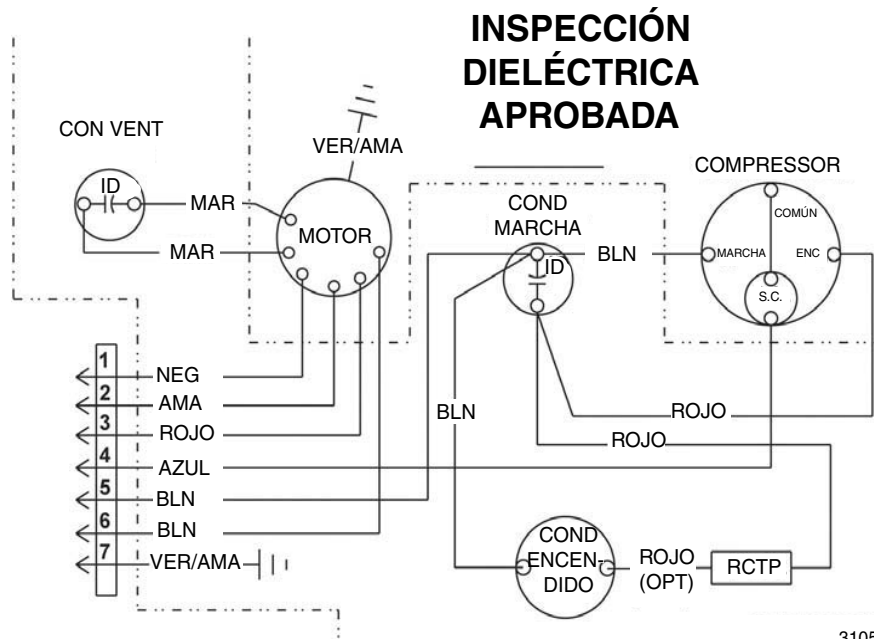 INSPECCIÓN
DIELÉCTRICA
APROBADA
CON VENT
VER/AMA
COMPRESSOR
ID
MAR
MOTOR
MAR
COND
MARCHA
ID
BLN
COMÚN
MARCHA
ENC
S.C.
1
NEG
2
AMA
3
ROJO
4
AZUL
5
BLN
6
BLN
7
VER/AMA
BLN
ROJO
ROJO
COND
ENCEN-
DIDO
ROJO
(OPT)
RCTP
3105